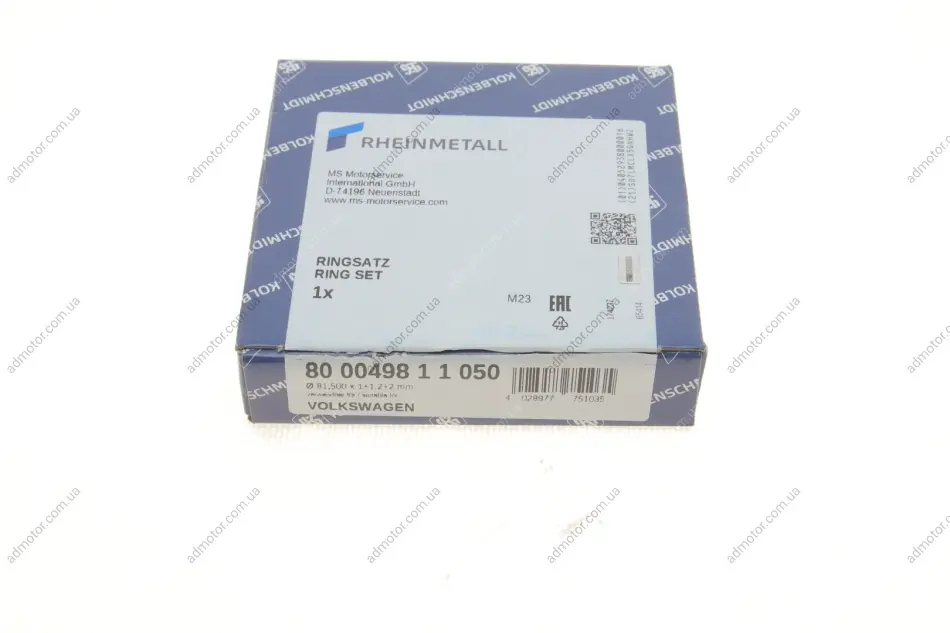 KOLBENSCHMIDT
RHEINMETALL
MS Motorservice
International GmbH
D-74196 Neuenstadt
www.ms-motorservice.com
RINGSATZ
RING SET
1x
M23
EAC
80 00498 1 1 050
Ø 81,500 x 1+1,2+2 mm
VOLKSWAGEN
4 028977 751035
admotor.com.ua